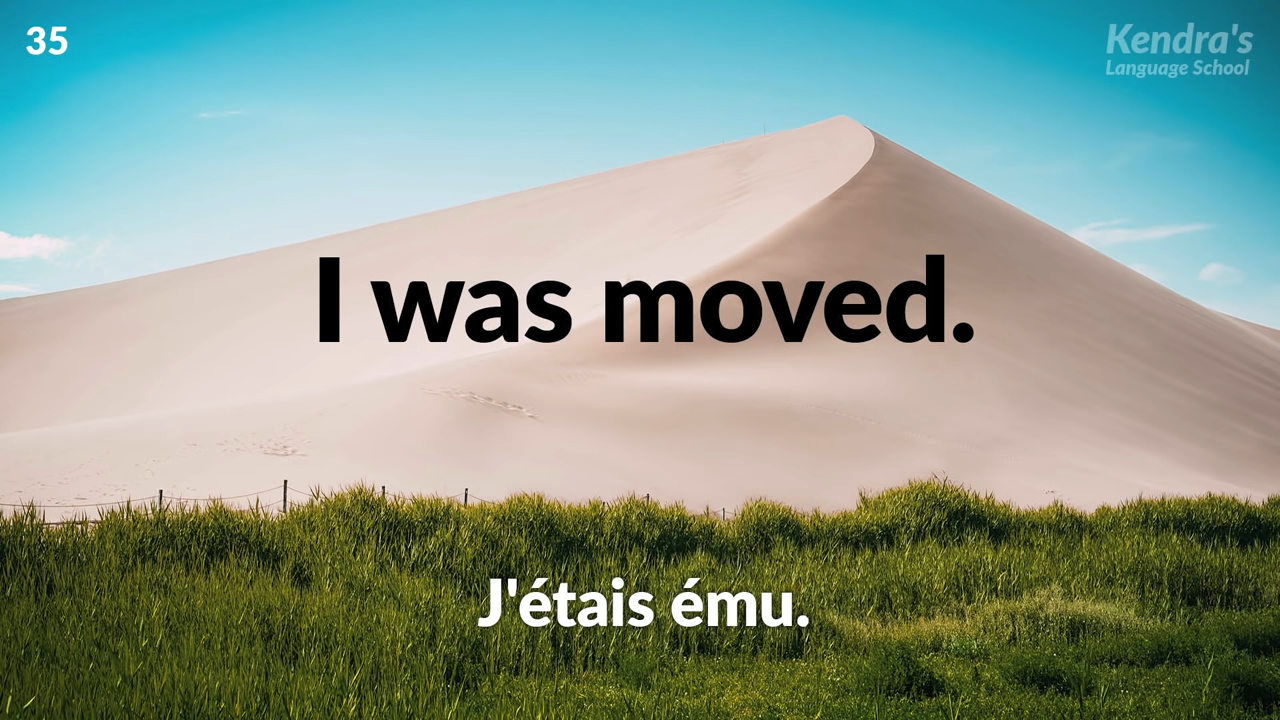 35
Kendra's
Language School
I was moved.
J'étais ému.